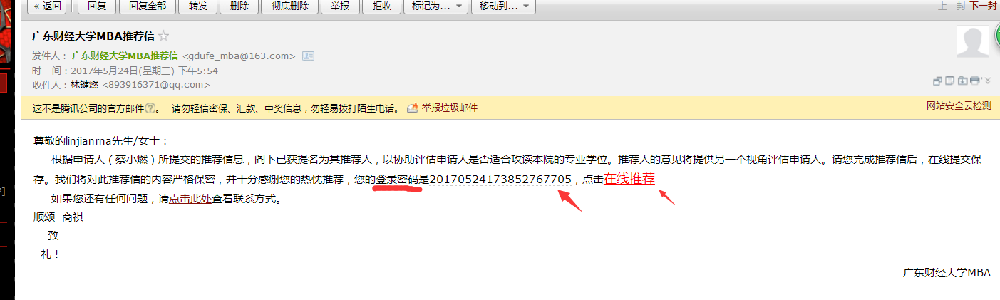 « 返回 回复 回复全部 转发 删除 彻底删除 举报 拒收 标记为... 移动到... 上一封 下一封
广东财经大学MBA推荐信
发件人：广东财经大学MBA推荐信 <gdufe_mba@163.com>
时 间：2017年5月24日(星期三) 下午5:54
收件人：林键燃 <893916371@qq.com>
这不是腾讯公司的官方邮件?。 请勿轻信密保、汇款、中奖信息，勿轻易拨打陌生电话。 举报垃圾邮件 网站安全云检测
尊敬的linjianrna先生/女士：
根据申请人（蔡小燃）所提交的推荐信息，阁下已获提名为其推荐人，以协助评估申请人是否适合攻读本院的专业学位。推荐人的意见将提供另一个视角评估申请人。请您完成推荐信后，在线提交保
存。我们将对此推荐信的内容严格保密，并十分感谢您的热忱推荐，您的登录密码是20170524173852767705，点击在线推荐
如果您还有任何问题，请点击此处查看联系方式。
顺颂 商祺
致
礼！
广东财经大学MBA